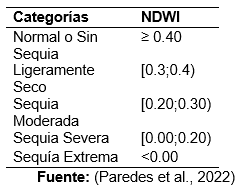 Categorías NDWI
Normal o Sin ≥ 0.40
Sequia
Ligeramente [0.3;0.4)
Seco
Sequia [0.20;0.30)
Moderada
Sequia Severa [0.00;0.20)
Sequía Extrema <0.00
Fuente: (Paredes et al., 2022)